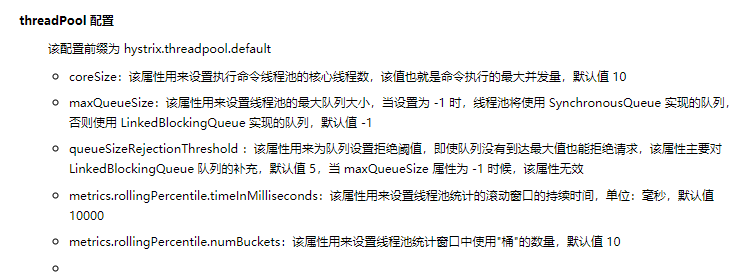 threadPool 配置
该配置前缀为 hystrix.threadpool.default
coreSize：该属性用来设置执行命令线程池的核心线程数，该值也就是命令执行的最大并发量，默认值 10
maxQueueSize：该属性用来设置线程池的最大队列大小，当设置为 -1 时，线程池将使用 SynchronousQueue 实现的队列，
否则使用 LinkedBlockingQueue 实现的队列，默认值 -1
queueSizeRejectionThreshold ：该属性用来为队列设置拒绝阈值，即使队列没有到达最大值也能拒绝请求，该属性主要对
LinkedBlockingQueue 队列的补充，默认值 5，当 maxQueueSize 属性为 -1 时候，该属性无效
metrics.rollingPercentile.timeInMilliseconds：该属性用来设置线程池统计的滚动窗口的持续时间，单位：毫秒，默认值
10000
metrics.rollingPercentile.numBuckets：该属性用来设置线程池统计窗口中使用"桶"的数量，默认值 10